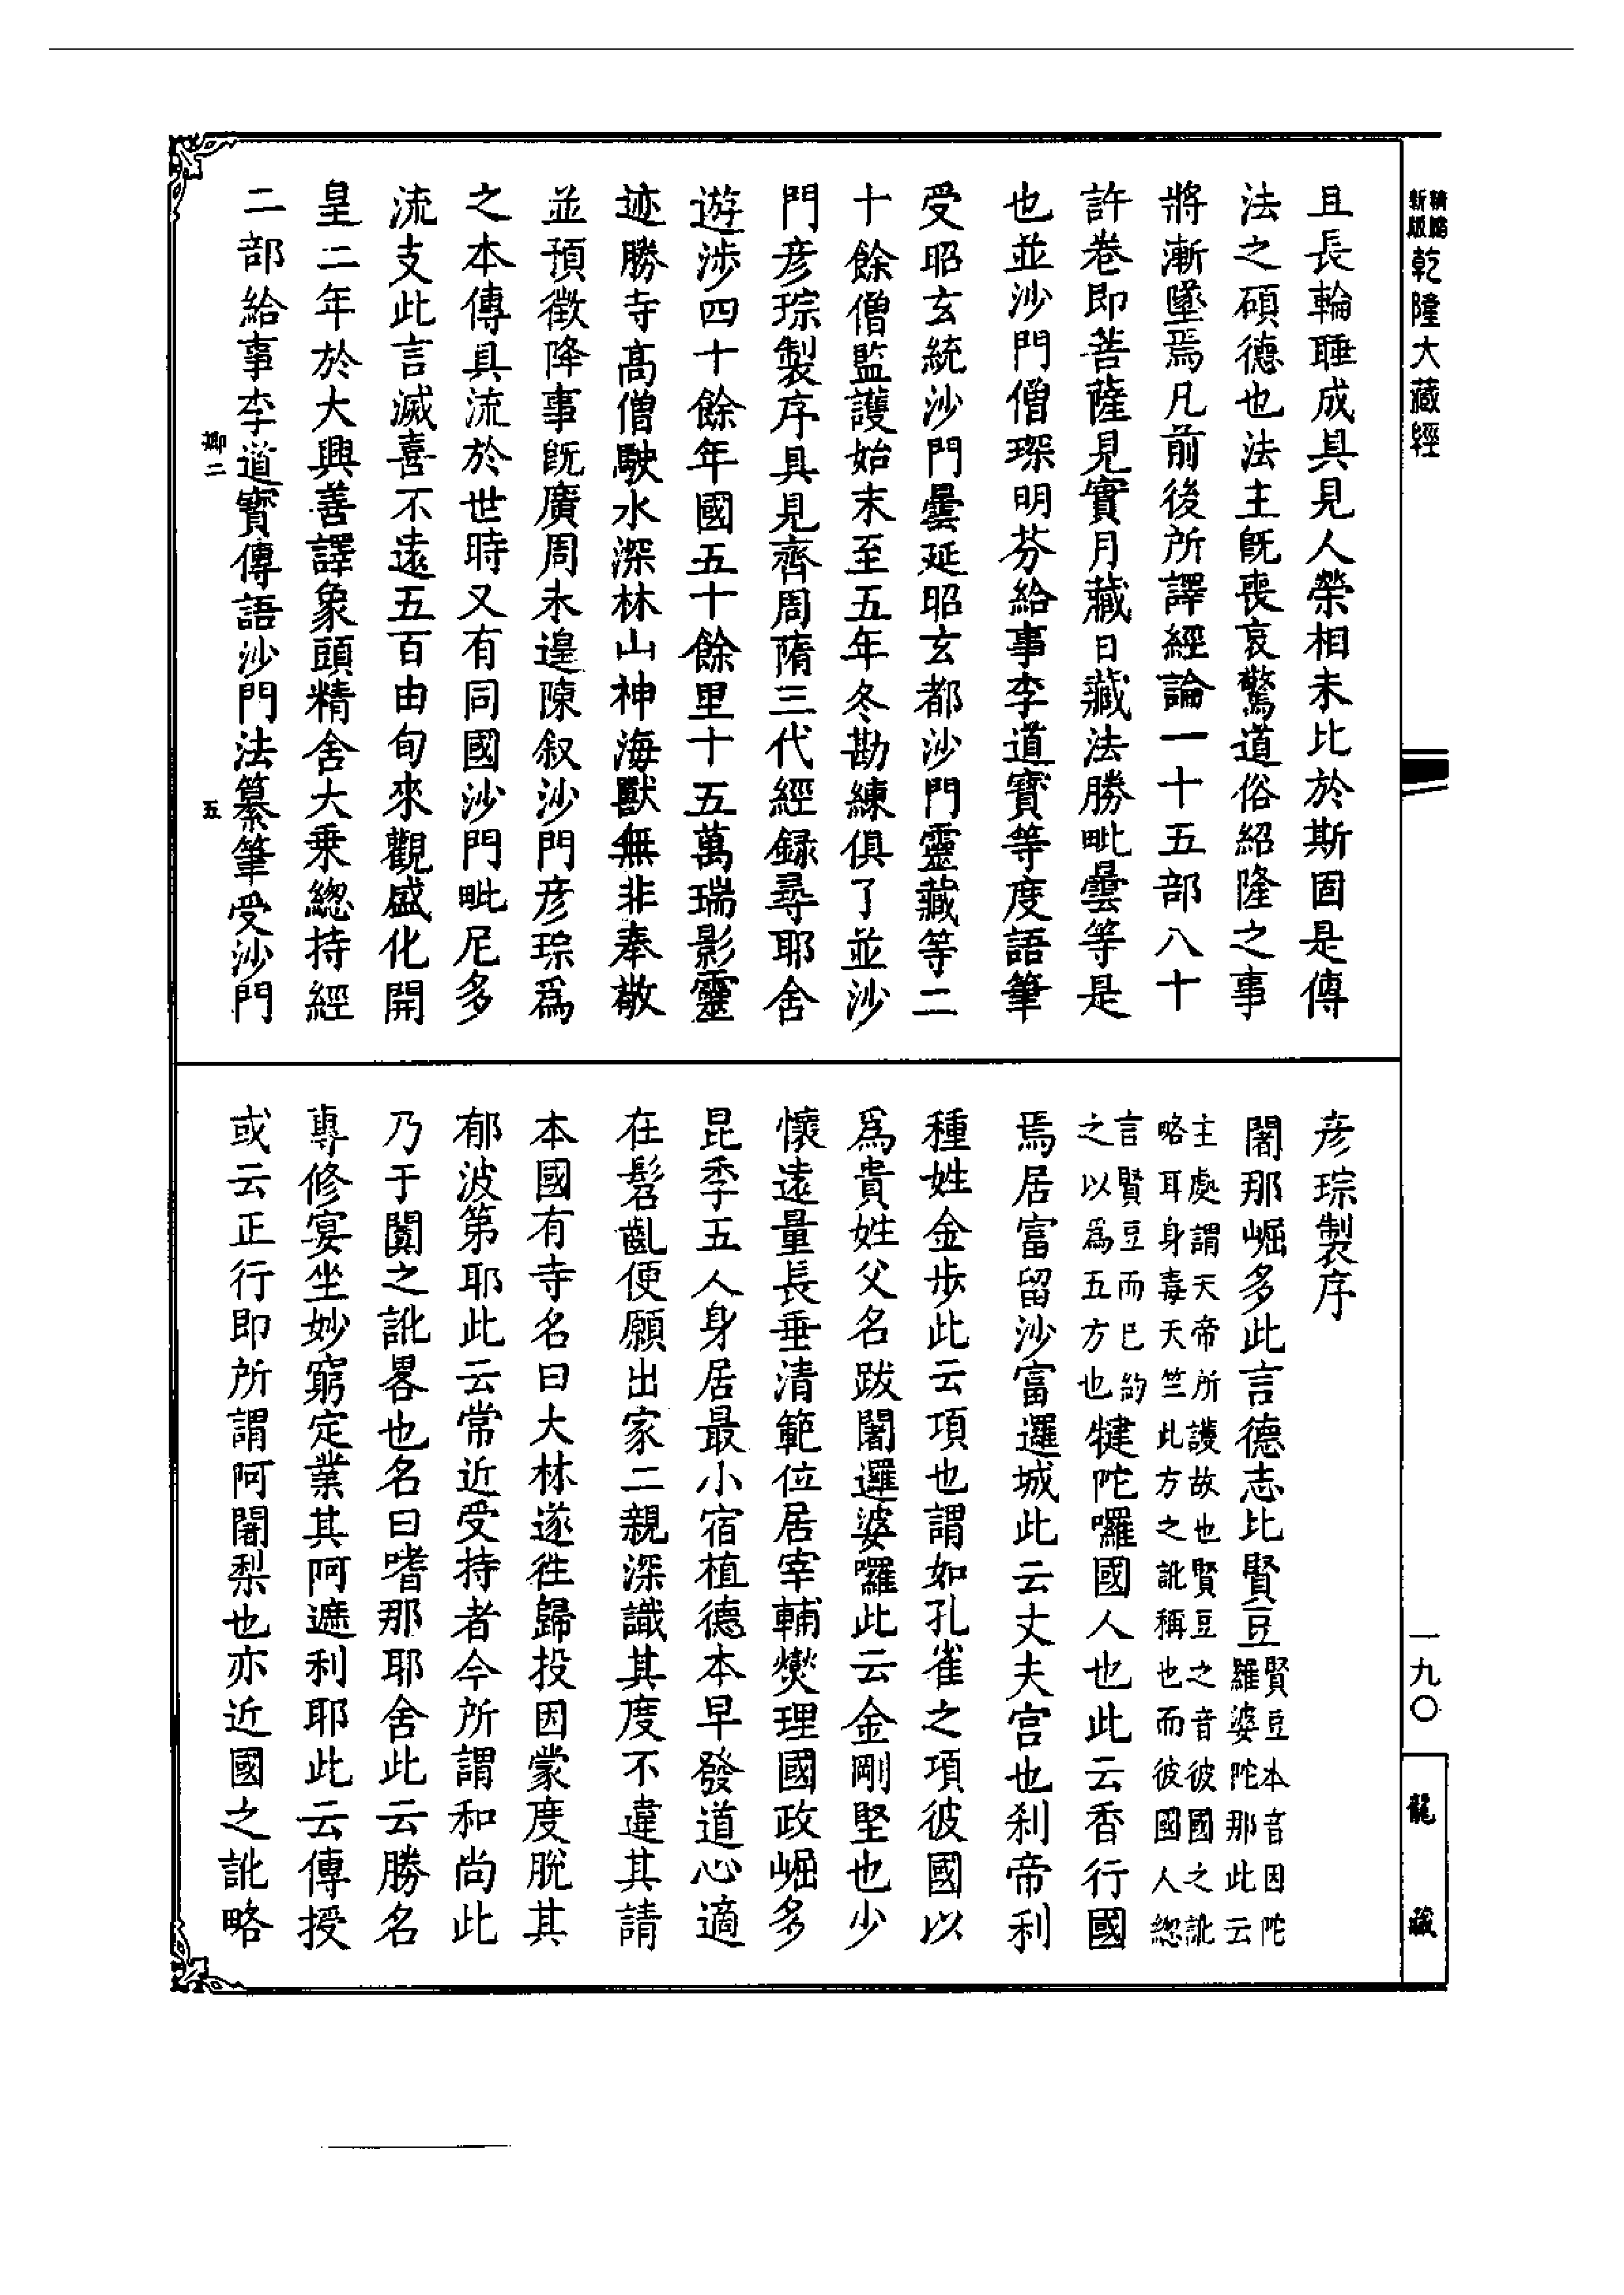 新版 精縮 乾隆大藏經
一九〇
龍藏
且長輪睡成具見人榮相未比於斯固是傳
法之碩德也法主旣喪哀驚道俗紹隆之事
將漸墜焉凡前後所譯經論一十五部八十
許卷即菩薩見實月藏日藏法勝毗曇等是
也並沙門僧琛明芬給事李道寶等度語筆
受昭玄統沙門曇延昭玄都沙門靈藏等二
十餘僧監護始末至五年冬勘練俱了並沙
門彦琮製序具見齊周隋三代經録尋耶舍
遊涉四十餘年國五十餘里十五萬瑞影靈
迹勝寺高僧駛水深林山神海獸無非奉敬
並預徵降事旣廣周未遑陳叙沙門彦琮爲
之本傳具流於世時又有同國沙門毗尼多
流支此言滅喜不遠五百由旬來觀盛化開
皇二年於大興善譯象頭精舍大乗緫持經
二部給事李道寶傳語沙門法纂筆受沙門
卿二 五
彦琮製序
闍那崛多此言德志比賢豆賢豆本音因陀羅婆陀那此云
主處謂天帝所護故也賢豆之音彼國之訛略耳身毒天竺此方之訛稱也而彼國人緫
言賢豆而已約之以爲五方也犍陀囉國人也此云香行國
焉居富留沙富邏城此云丈夫宫也刹帝利
種姓金步此云項也謂如孔雀之項彼國以
爲貴姓父名跋闍邏婆囉此云金剛堅也少
懷遠量長垂清範位居宰輔燮理國政崛多
昆季五人身居最小宿植德本早發道心適
在髫齓便願出家二親深識其度不違其請
本國有寺名曰大林遂徃歸投因蒙度脫其
郁波第耶此云常近受持者今所謂和尚此
乃于闐之訛畧也名曰嗜那耶舍此云勝名
專修宴坐妙窮定業其阿遮利耶此云傳授
或云正行即所謂阿闍梨也亦近國之訛略